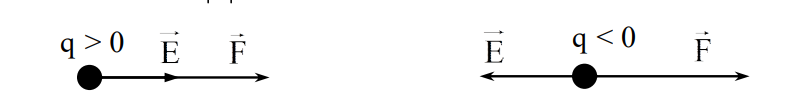 q > 0 E⃗ F⃗
E⃗ q < 0 F⃗